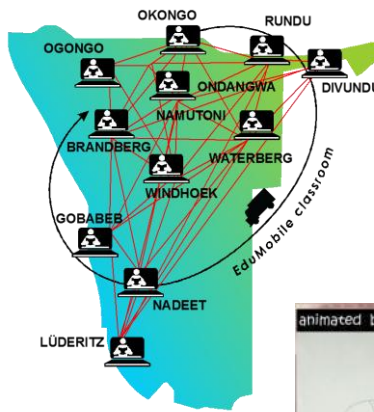 OKONGO
RUNDU
OGONGO
ONDANGWA
DIVUNDU
NAMUTONI
BRANDBERG
WATERBERG
WINDHOEK
EduMobile classroom
GOBABEB
NADEET
LÜDERITZ
animated b